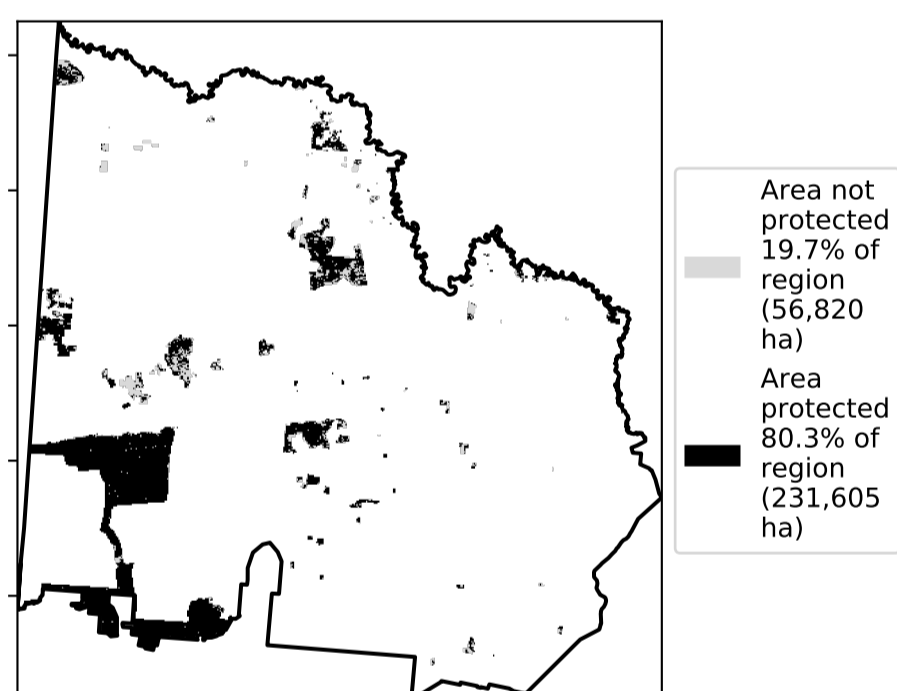 Area not
protected
19.7% of
region
(56,820
ha)
Area
protected
80.3% of
region
(231,605
ha)